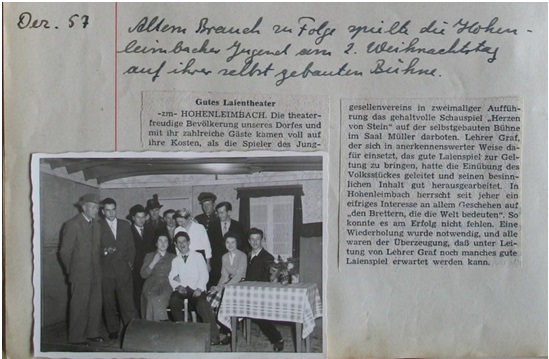 Dez. 57
Altem Brauch zu Folge spielte die Hohen-
leimbacher Jugend am 2. Weihnachtstag
auf ihrer selbst gebauten Bühne.
Gutes Laientheater
-zm- HOHENLEIMBACH. Die theater-
freudige Bevölkerung unseres Dorfes und
mit ihr zahlreiche Gäste kamen voll auf
ihre Kosten, als die Spieler des Jung-
gesellenvereins in zweimaliger Auffüh-
rung das gehaltvolle Schauspiel „Herzen
von Stein" auf der selbstgebauten Bühne
im Saal Müller darboten. Lehrer Graf,
der sich in anerkennenswerter Weise da-
für einsetzt, das gute Laienspiel zur Gel-
tung zu bringen, hatte die Einübung des
Volksstückes geleitet und seinen besinn-
lichen Inhalt gut herausgearbeitet. In
Hohenleimbach herrscht seit jeher ein
eifriges Interesse an allem Geschehen auf
„den Brettern, die die Welt bedeuten". So
konnte es am Erfolg nicht fehlen. Eine
Wiederholung wurde notwendig, und alle
waren der Überzeugung, daß unter Lei-
tung von Lehrer Graf noch manches gute
Laienspiel erwartet werden kann.